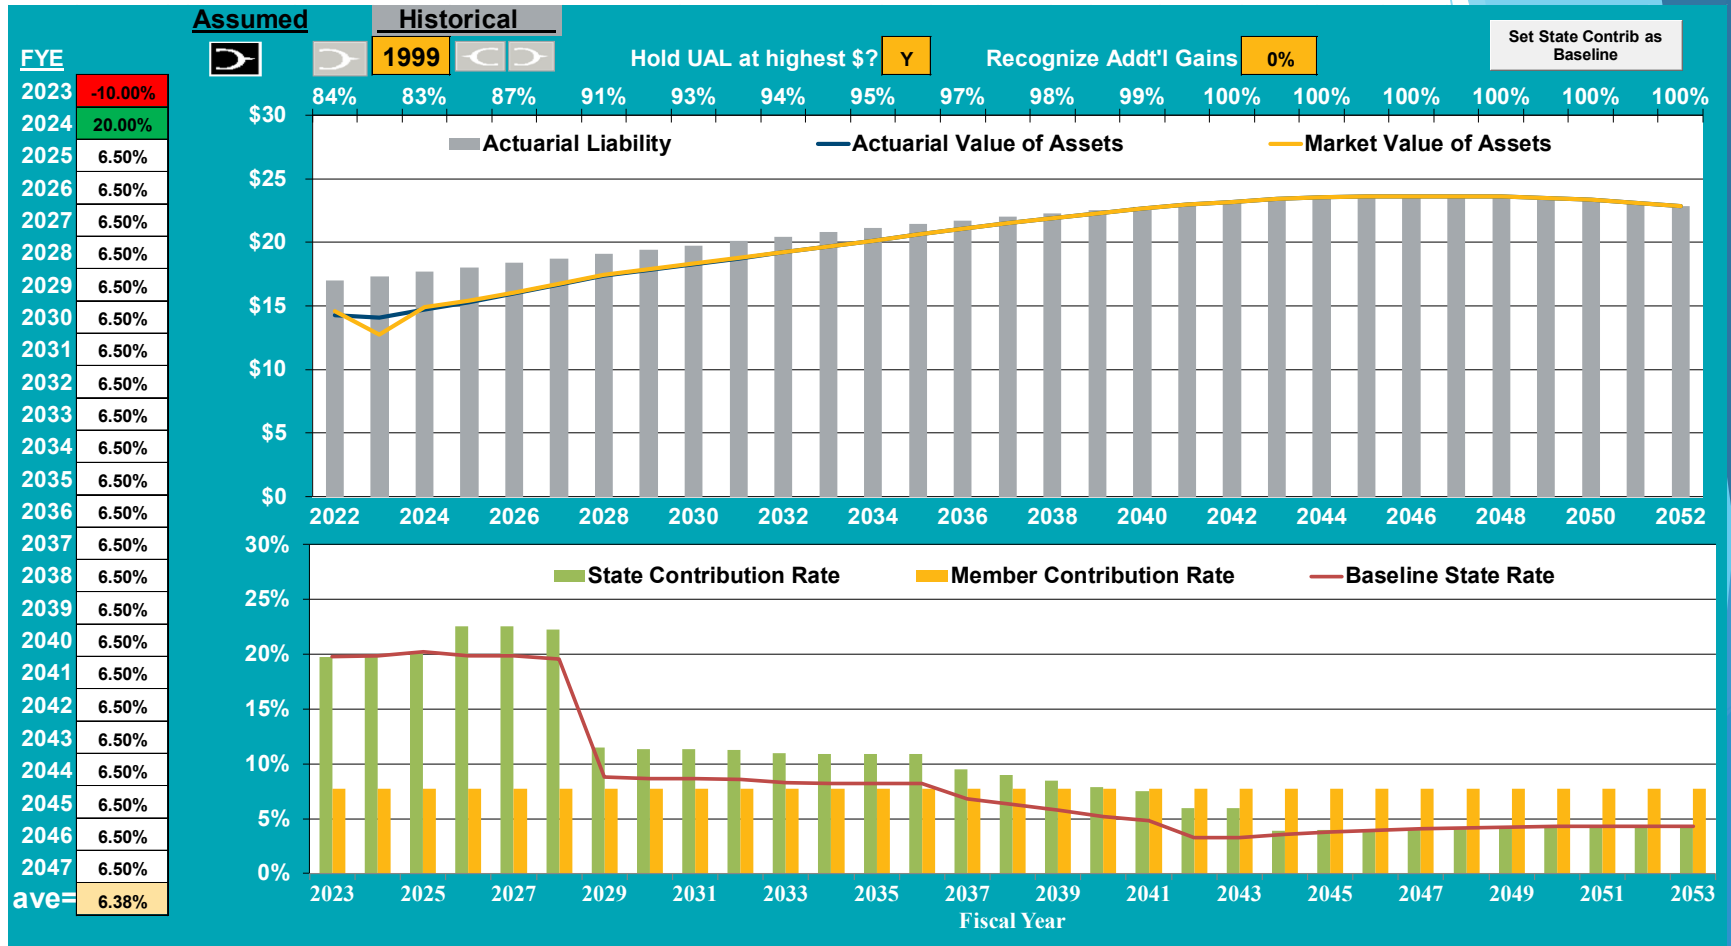 Assumed
Historical
1999
Hold UAL at highest $?
Y
Recognize Addt'l Gains
0%
Set State Contrib as
Baseline
FYE
2023 -10.00%
2024 20.00%
2025 6.50%
2026 6.50%
2027 6.50%
2028 6.50%
2029 6.50%
2030 6.50%
2031 6.50%
2032 6.50%
2033 6.50%
2034 6.50%
2035 6.50%
2036 6.50%
2037 6.50%
2038 6.50%
2039 6.50%
2040 6.50%
2041 6.50%
2042 6.50%
2043 6.50%
2044 6.50%
2045 6.50%
2046 6.50%
2047 6.50%
ave= 6.38%
84% 83% 87% 91% 93% 94% 95% 97% 98% 99% 100% 100% 100% 100% 100% 100%
Actuarial Liability
Actuarial Value of Assets
Market Value of Assets
$30
$25
$20
$15
$10
$5
$0
2022 2024 2026 2028 2030 2032 2034 2036 2038 2040 2042 2044 2046 2048 2050 2052
State Contribution Rate
Member Contribution Rate
Baseline State Rate
30%
25%
20%
15%
10%
5%
0%
2023 2025 2027 2029 2031 2033 2035 2037 2039 2041 2043 2045 2047 2049 2051 2053
Fiscal Year